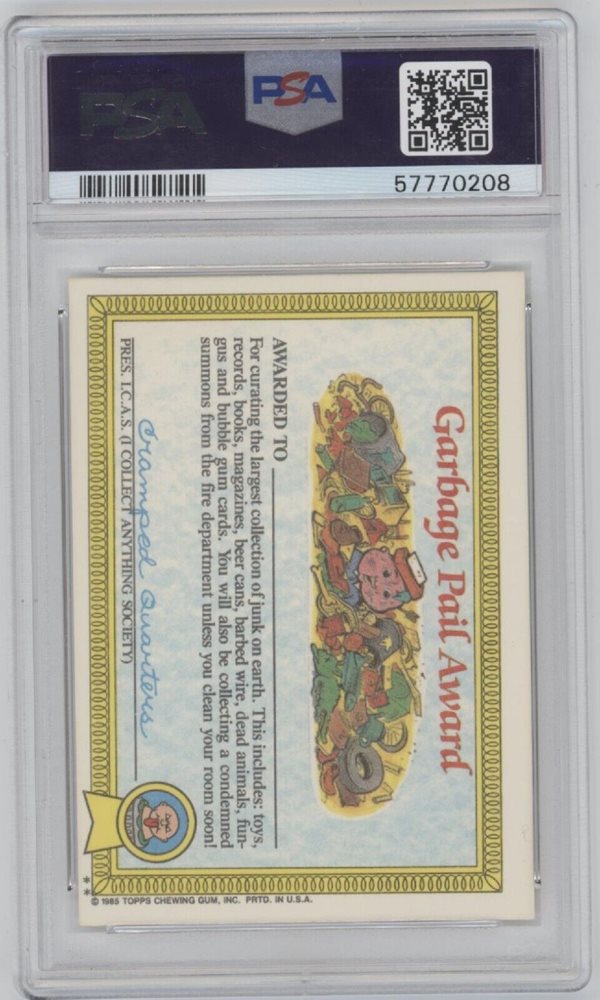 PSA
PSA
57770208
Garbage Pail Award
AWARDED TO
For curating the largest collection of junk on earth. This includes: toys,
records, books, magazines, beer cans, barbed wire, dead animals, fun-
gus and bubble gum cards. You will also be collecting a condemned
summons from the fire department unless you clean your room soon!
Cramped Quarters
PRES. I.C.A.S. (I COLLECT ANYTHING SOCIETY)
** © 1985 TOPPS CHEWING GUM, INC. PRTD. IN U.S.A.